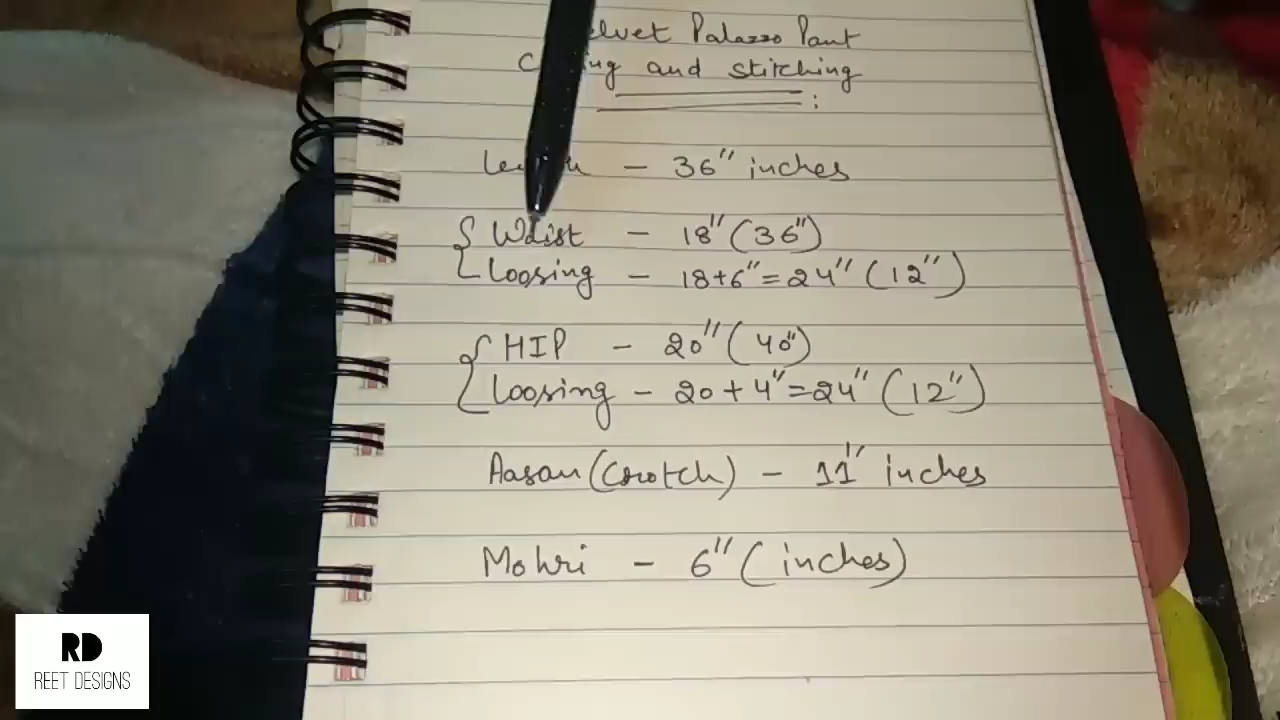 Palazzo Pant
and stitching
:
- 36" inches
Waist - 18" (36")
Loosing - 18+6"=24" (12")
HIP - 20" (40")
Loosing - 20+4"=24" (12")
Aasan (Crotch) - 11" inches
Mohri - 6" (inches)
RD
REET DESIGNS